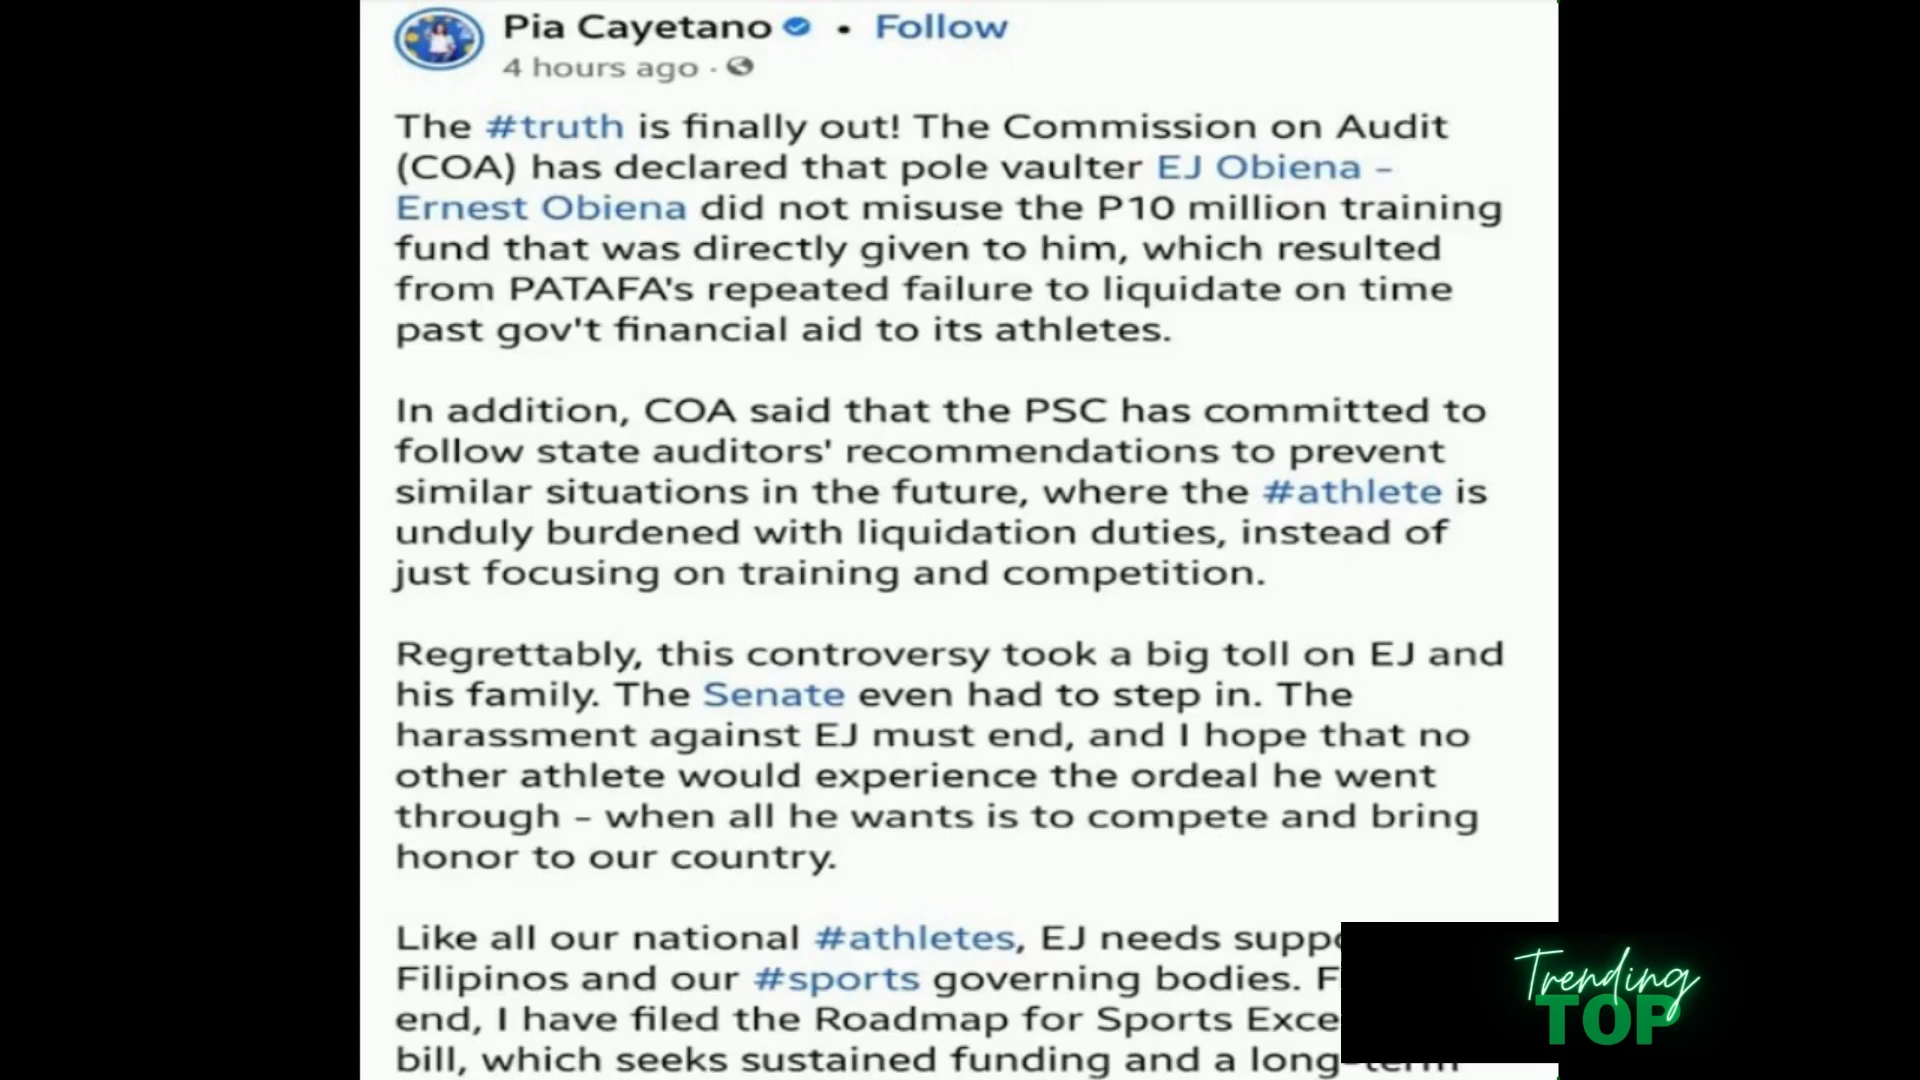 Pia Cayetano • Follow
4 hours ago ·
The #truth is finally out! The Commission on Audit
(COA) has declared that pole vaulter EJ Obiena -
Ernest Obiena did not misuse the P10 million training
fund that was directly given to him, which resulted
from PATAFA's repeated failure to liquidate on time
past gov't financial aid to its athletes.
In addition, COA said that the PSC has committed to
follow state auditors' recommendations to prevent
similar situations in the future, where the #athlete is
unduly burdened with liquidation duties, instead of
just focusing on training and competition.
Regrettably, this controversy took a big toll on EJ and
his family. The Senate even had to step in. The
harassment against EJ must end, and I hope that no
other athlete would experience the ordeal he went
through - when all he wants is to compete and bring
honor to our country.
Like all our national #athletes, EJ needs
Filipinos and our #sports governing bodies.
end, I have filed the Roadmap for Sports
bill, which seeks sustained funding and a long-term
Trending
TOP